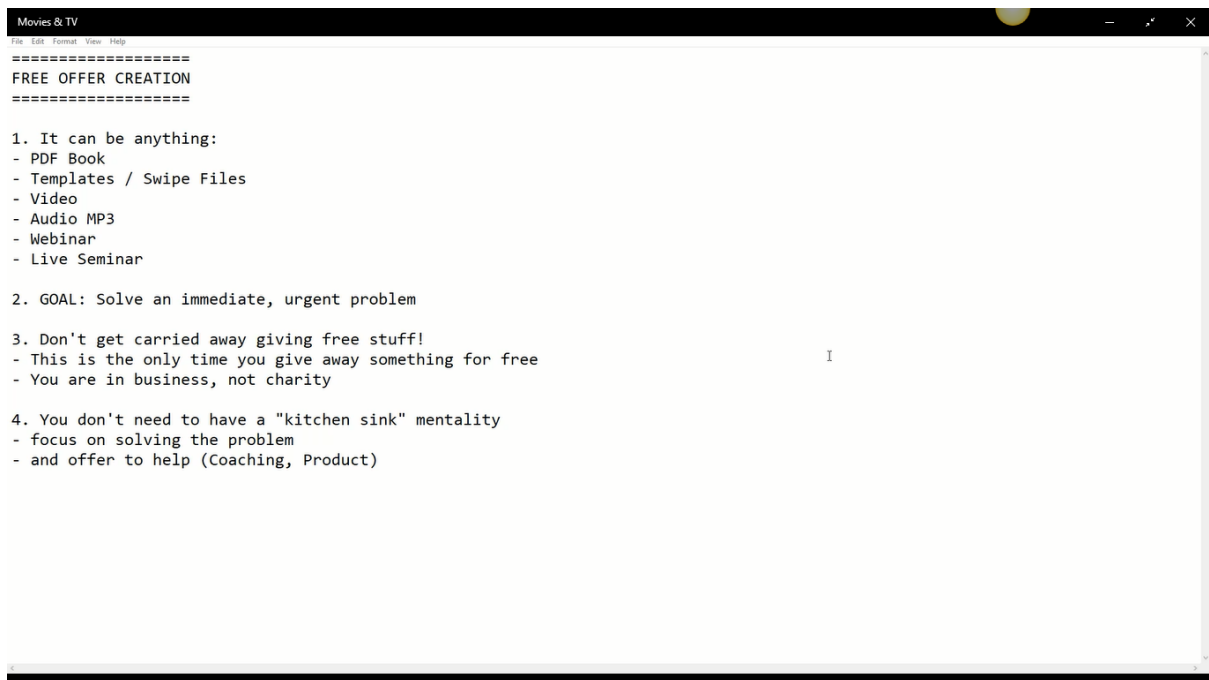 Movies & TV
File Edit Format View Help
===================
FREE OFFER CREATION
===================
1. It can be anything:
- PDF Book
- Templates / Swipe Files
- Video
- Audio MP3
- Webinar
- Live Seminar
2. GOAL: Solve an immediate, urgent problem
3. Don't get carried away giving free stuff!
- This is the only time you give away something for free
- You are in business, not charity
4. You don't need to have a "kitchen sink" mentality
- focus on solving the problem
- and offer to help (Coaching, Product)